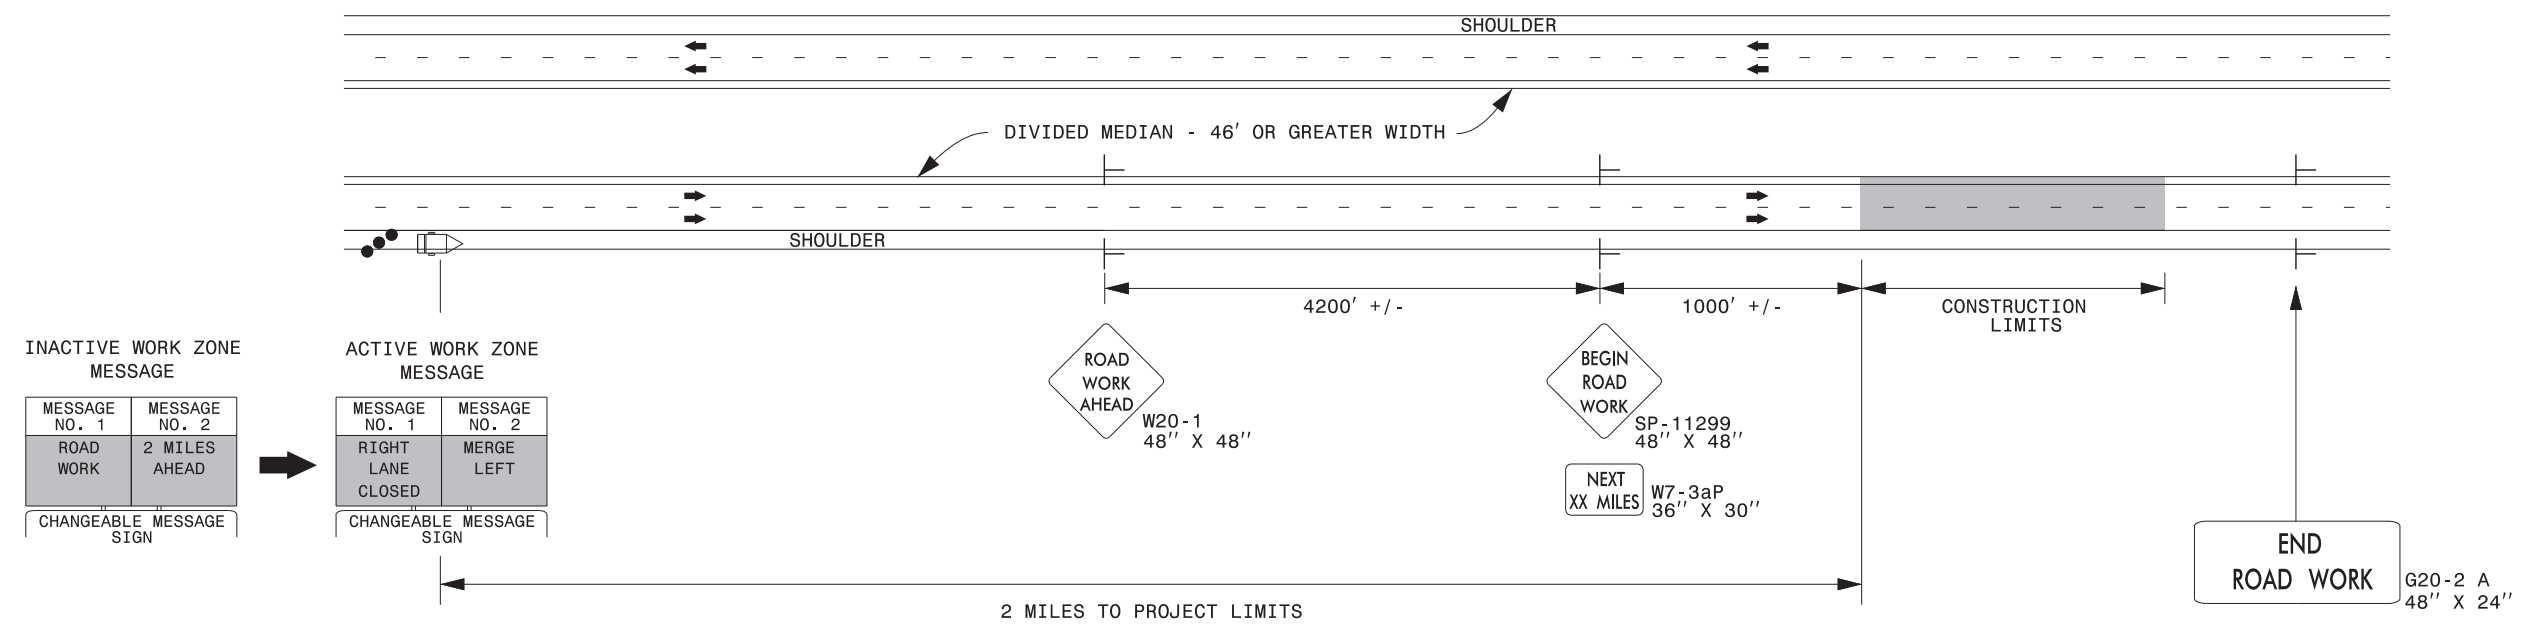 SHOULDER
DIVIDED MEDIAN - 46' OR GREATER WIDTH
SHOULDER
4200' +/-
1000' +/-
CONSTRUCTION
LIMITS
INACTIVE WORK ZONE
MESSAGE
MESSAGE
NO. 1
MESSAGE
NO. 2
ROAD
WORK
2 MILES
AHEAD
CHANGEABLE MESSAGE
SIGN
ACTIVE WORK ZONE
MESSAGE
MESSAGE
NO. 1
MESSAGE
NO. 2
RIGHT
LANE
CLOSED
MERGE
LEFT
CHANGEABLE MESSAGE
SIGN
ROAD
WORK
AHEAD
W20-1
48'' X 48''
BEGIN
ROAD
WORK
SP-11299
48'' X 48''
NEXT
XX MILES
W7-3aP
36'' X 30''
END
ROAD WORK
G20-2 A
48'' X 24''
2 MILES TO PROJECT LIMITS